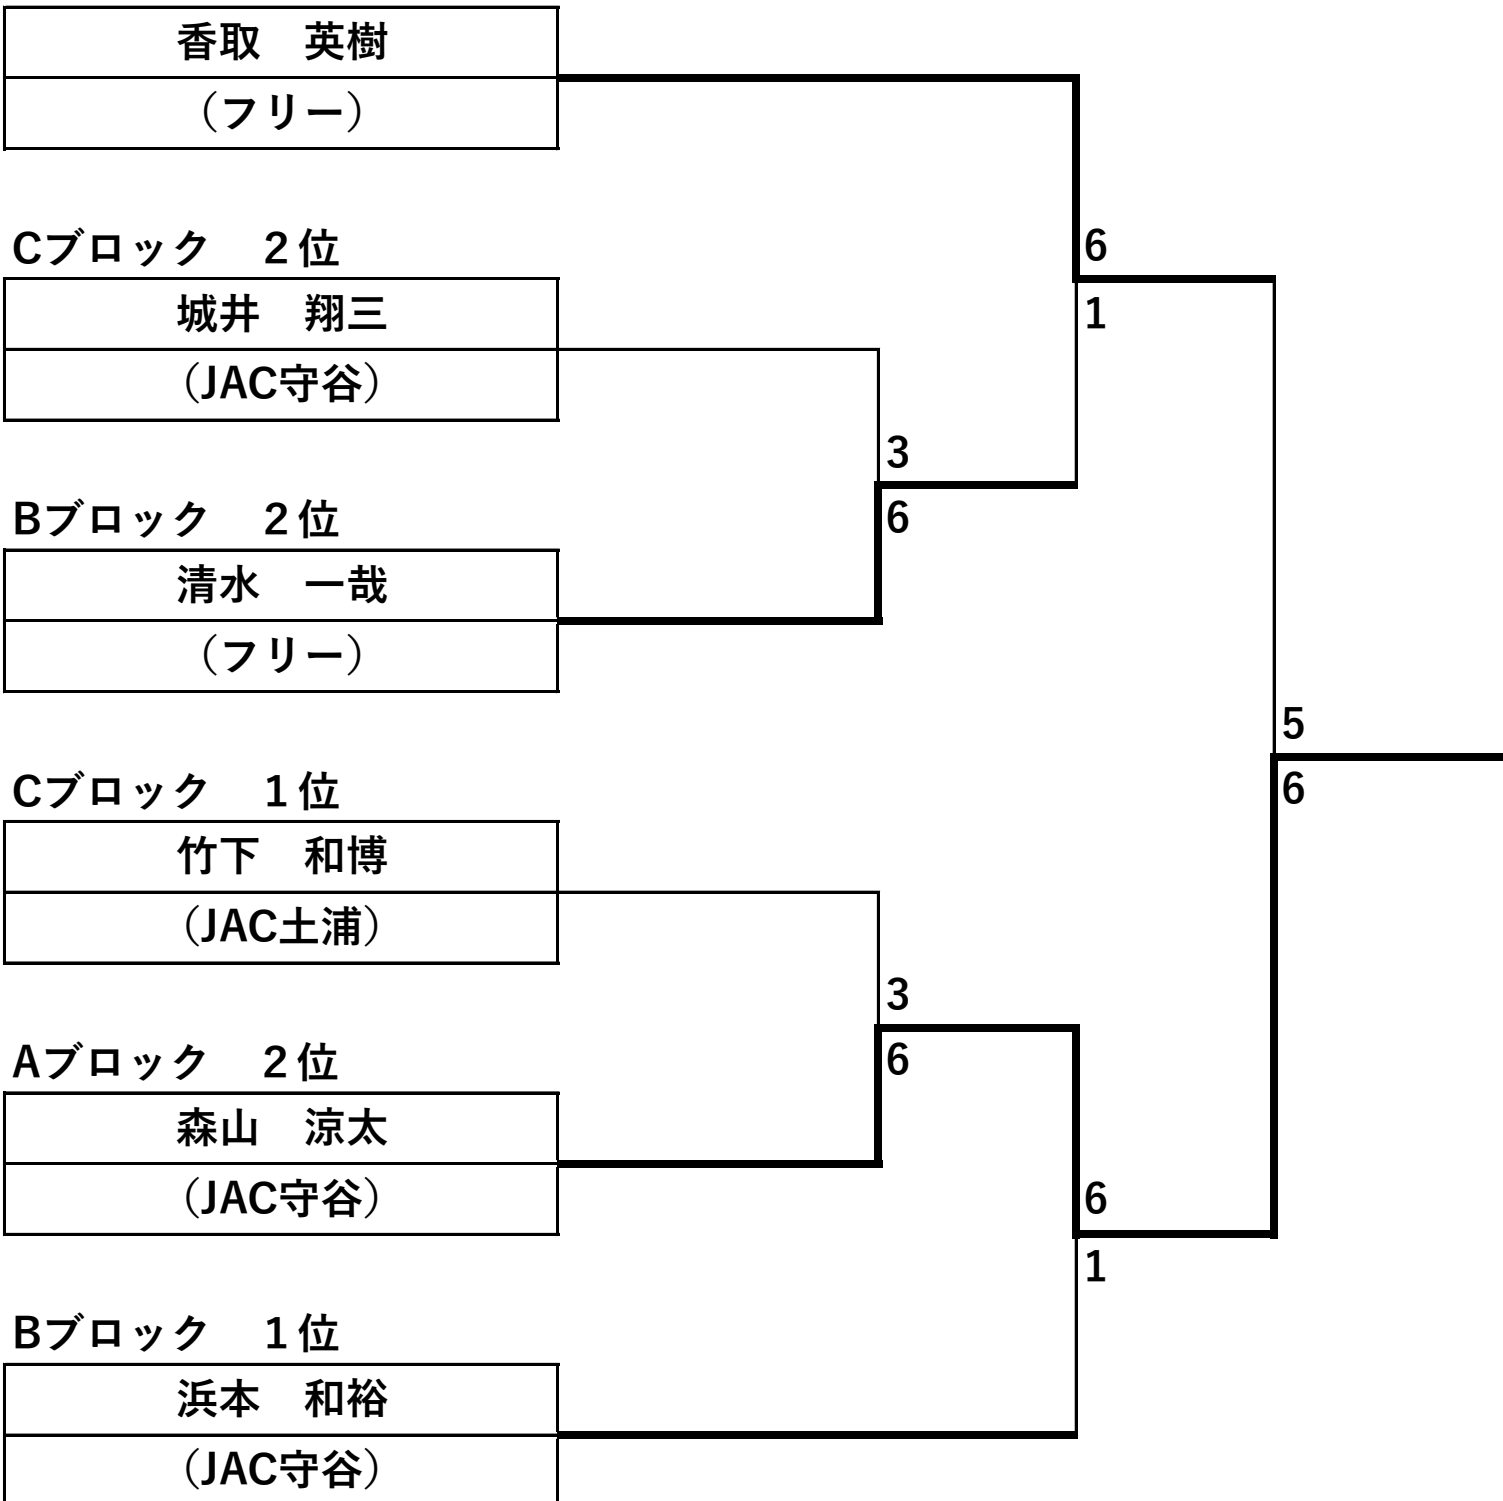 香取　英樹
（フリー）
6
Cブロック　２位
1
城井　翔三
（JAC守谷）
3
Bブロック　２位
6
清水　一哉
（フリー）
5
Cブロック　１位
6
竹下　和博
（JAC土浦）
3
Aブロック　２位
6
森山　涼太
（JAC守谷）
6
1
Bブロック　１位
浜本　和裕
（JAC守谷）